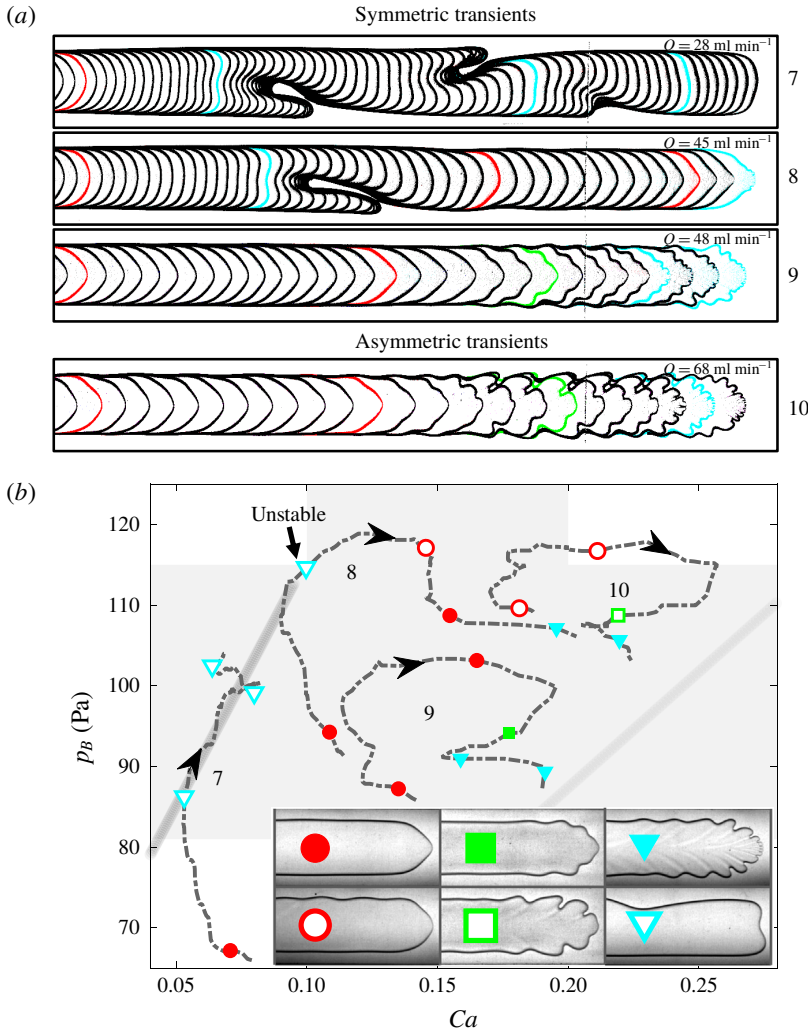 (a)
Symmetric transients
Q = 28 ml min⁻¹
7
Q = 45 ml min⁻¹
8
Q = 48 ml min⁻¹
9
Asymmetric transients
Q = 68 ml min⁻¹
10
(b)
120
110
100
90
80
70
p_B (Pa)
Unstable
8
10
9
7
0.05
0.10
0.15
0.20
0.25
Ca